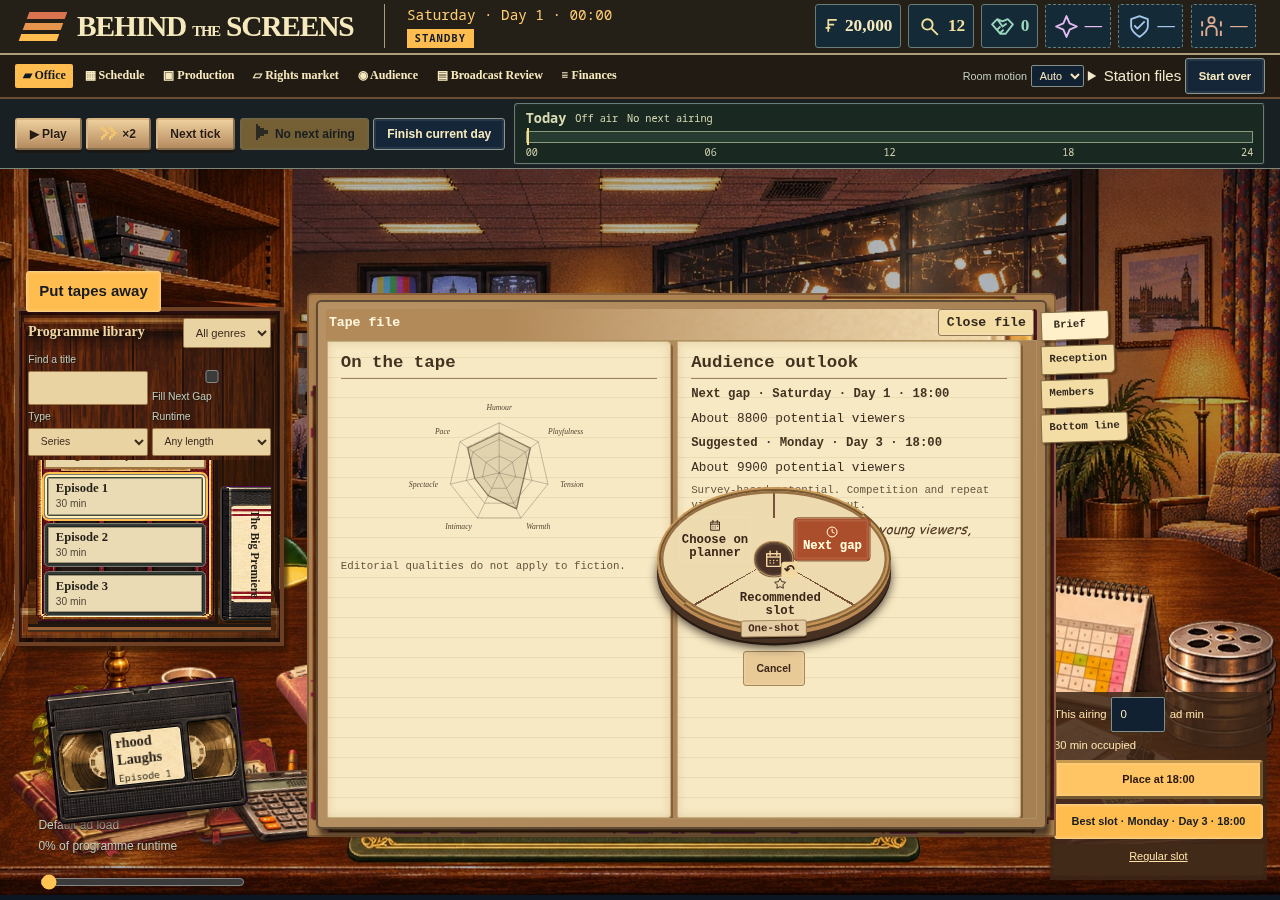 BEHIND THE SCREENS
Saturday · Day 1 · 00:00
STANDBY
20,000
12
0
—
—
—
Office
Schedule
Production
Rights market
Audience
Broadcast Review
Finances
Room motion
Auto
Station files
Start over
Play
×2
Next tick
No next airing
Finish current day
Today Off air No next airing
00 06 12 18 24
Put tapes away
Programme library
All genres
Find a title
Fill Next Gap
Type
Runtime
Series
Any length
Episode 1
30 min
Episode 2
30 min
Episode 3
30 min
The Big Premiere
rhood
Laughs
Episode 1
Default ad load
0% of programme runtime
Tape file
Close file
On the tape
Humour
Pace
Playfulness
Spectacle
Tension
Intimacy
Warmth
Editorial qualities do not apply to fiction.
Audience outlook
Next gap · Saturday · Day 1 · 18:00
About 8800 potential viewers
Suggested · Monday · Day 3 · 18:00
About 9900 potential viewers
Survey-based potential. Competition and repeat
young viewers,
Choose on
planner
Next gap
Recommended
slot
One-shot
Cancel
Brief
Reception
Members
Bottom line
This airing 0 ad min
30 min occupied
Place at 18:00
Best slot · Monday · Day 3 · 18:00
Regular slot